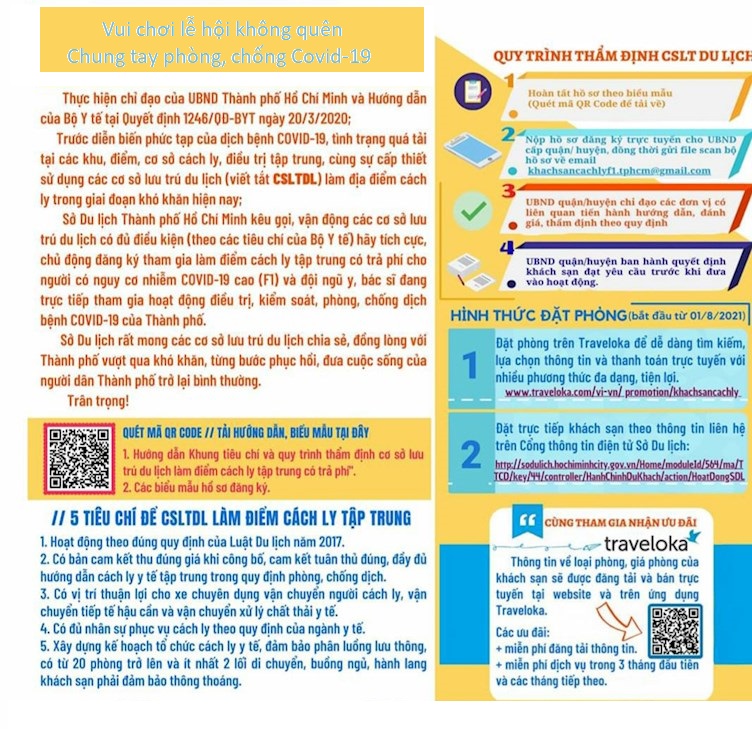 Vui chơi lễ hội không quên
Chung tay phòng, chống Covid-19
Thực hiện chỉ đạo của UBND Thành phố Hồ Chí Minh và Hướng dẫn
của Bộ Y tế tại Quyết định 1246/QĐ-BYT ngày 20/3/2020;
Trước diễn biến phức tạp của dịch bệnh COVID-19, tình trạng quá tải
tại các khu, điểm, cơ sở cách ly, điều trị tập trung, cùng sự cấp thiết
sử dụng các cơ sở lưu trú du lịch (viết tắt CSLTDL) làm địa điểm cách
ly trong giai đoạn khó khăn hiện nay;
Sở Du lịch Thành phố Hồ Chí Minh kêu gọi, vận động các cơ sở lưu
trú du lịch có đủ điều kiện (theo các tiêu chí của Bộ Y tế) hãy tích cực,
chủ động đăng ký tham gia làm điểm cách ly tập trung có trả phí cho
người có nguy cơ nhiễm COVID-19 cao (F1) và đội ngũ y, bác sĩ đang
trực tiếp tham gia hoạt động điều trị, kiểm soát, phòng, chống dịch
bệnh COVID-19 của Thành phố.
Sở Du lịch rất mong các cơ sở lưu trú du lịch chia sẻ, đồng lòng với
Thành phố vượt qua khó khăn, từng bước phục hồi, đưa cuộc sống của
người dân Thành phố trở lại bình thường.
Trân trọng!
QUÉT MÃ QR CODE // TẢI HƯỚNG DẪN, BIỂU MẪU TẠI ĐÂY
1. Hướng dẫn Khung tiêu chí và quy trình thẩm định cơ sở lưu
trú du lịch làm điểm cách ly tập trung có trả phí".
2. Các biểu mẫu hồ sơ đăng ký.
// 5 TIÊU CHÍ ĐỂ CSLTDL LÀM ĐIỂM CÁCH LY TẬP TRUNG
1. Hoạt động theo đúng quy định của Luật Du lịch năm 2017.
2. Có bản cam kết thu đúng giá khi công bố, cam kết tuân thủ đúng, đầy đủ
hướng dẫn cách ly y tế tập trung trong quy định phòng, chống dịch.
3. Có vị trí thuận lợi cho xe chuyên dụng vận chuyển người cách ly, vận
chuyển tiếp tế hậu cần và vận chuyển xử lý chất thải y tế.
4. Có đủ nhân sự phục vụ cách ly theo quy định của ngành y tế.
5. Xây dựng kế hoạch tổ chức cách ly y tế, đảm bảo phân luồng lưu thông,
có từ 20 phòng trở lên và ít nhất 2 lối di chuyển, buồng ngủ, hành lang
khách sạn phải đảm bảo thông thoáng.
QUY TRÌNH THẨM ĐỊNH CSLT DU LỊCH
1
Hoàn tất hồ sơ theo biểu mẫu
(Quét mã QR Code để tải về)
2
Nộp hồ sơ đăng ký trực tuyến cho UBND
cấp quận/ huyện, đồng thời gửi file scan bộ
hồ sơ về email
khachsancachlyf1.tphcm@gmail.com
3
UBND quận/huyện chỉ đạo các đơn vị có
liên quan tiến hành hướng dẫn, đánh
giá, thẩm định theo quy định
4
UBND quận/huyện ban hành quyết định
khách sạn đạt yêu cầu trước khi đưa
vào hoạt động.
HÌNH THỨC ĐẶT PHÒNG (bắt đầu từ 01/8/2021)
1
Đặt phòng trên Traveloka để dễ dàng tìm kiếm,
lựa chọn thông tin và thanh toán trực tuyến với
nhiều phương thức đa dạng, tiện lợi.
www.traveloka.com/vi-vn/ promotion/khachsancachly
2
Đặt trực tiếp khách sạn theo thông tin liên hệ
trên Cổng thông tin điện tử Sở Du lịch:
http://sodulich.hochiminhcity.gov.vn/Home/moduleId/564/ma/T
TCD/key/44/controller/HanhChinhDuKhach/action/HoatDongSDL
CÙNG THAM GIA NHẬN ƯU ĐÃI
traveloka
Thông tin về loại phòng, giá phòng của
khách sạn sẽ được đăng tải và bán trực
tuyến tại website và trên ứng dụng
Traveloka.
Các ưu đãi:
+ miễn phí đăng tải thông tin.
+ miễn phí dịch vụ trong 3 tháng đầu tiên
và các tháng tiếp theo.